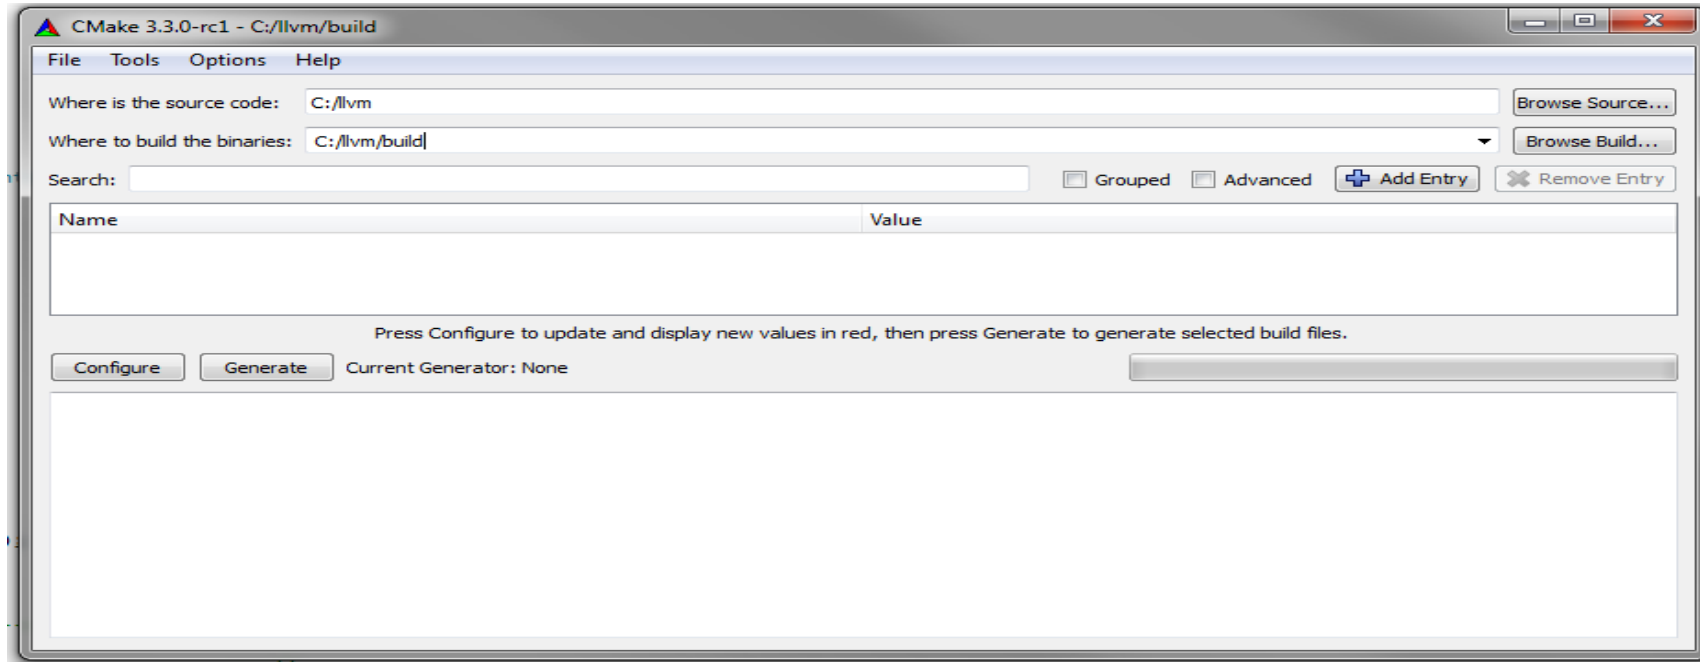 CMake 3.3.0-rc1 - C:/llvm/build
File Tools Options Help
Where is the source code: C:/llvm Browse Source...
Where to build the binaries: C:/llvm/build Browse Build...
Search: Grouped Advanced Add Entry Remove Entry
Name Value
Press Configure to update and display new values in red, then press Generate to generate selected build files.
Configure Generate Current Generator: None